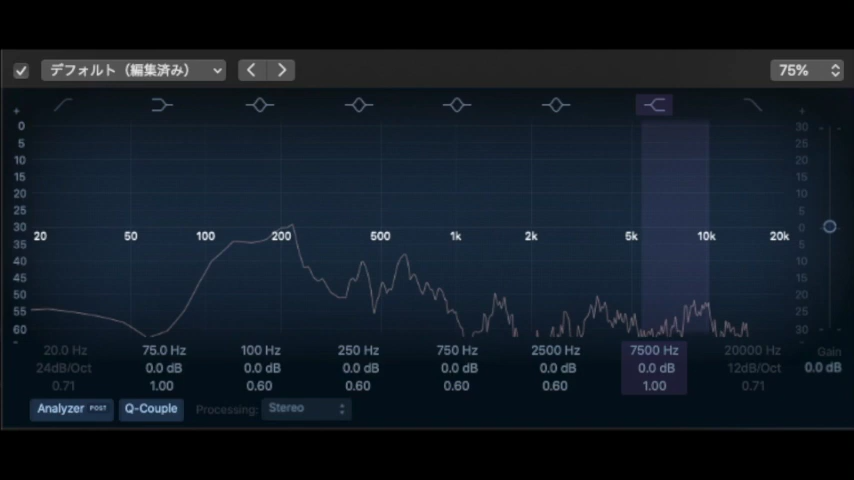 デフォルト（編集済み）
75%
+ +
0 30
5 25
10 20
15 15
20 10
25 5
30 0
20 50 100 200 500 1k 2k 5k 10k 20k
35 5
40 10
45 15
50 20
55 25
60 30
- -
20.0 Hz 75.0 Hz 100 Hz 250 Hz 750 Hz 2500 Hz 7500 Hz 20000 Hz Gain
24dB/Oct 0.0 dB 0.0 dB 0.0 dB 0.0 dB 0.0 dB 0.0 dB 12dB/Oct 0.0 dB
0.71 1.00 0.60 0.60 0.60 0.60 1.00 0.71
Analyzer POST Q-Couple Processing: Stereo